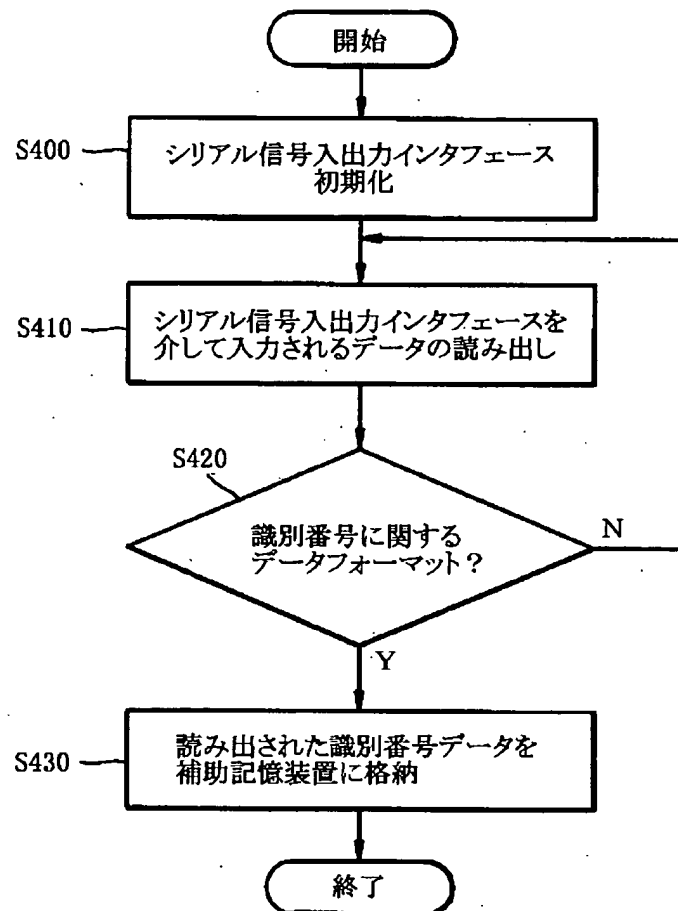 開始
S400
シリアル信号入出力インタフェース
初期化
S410
シリアル信号入出力インタフェースを
介して入力されるデータの読み出し
S420
識別番号に関する
データフォーマット？
N
Y
S430
読み出された識別番号データを
補助記憶装置に格納
終了